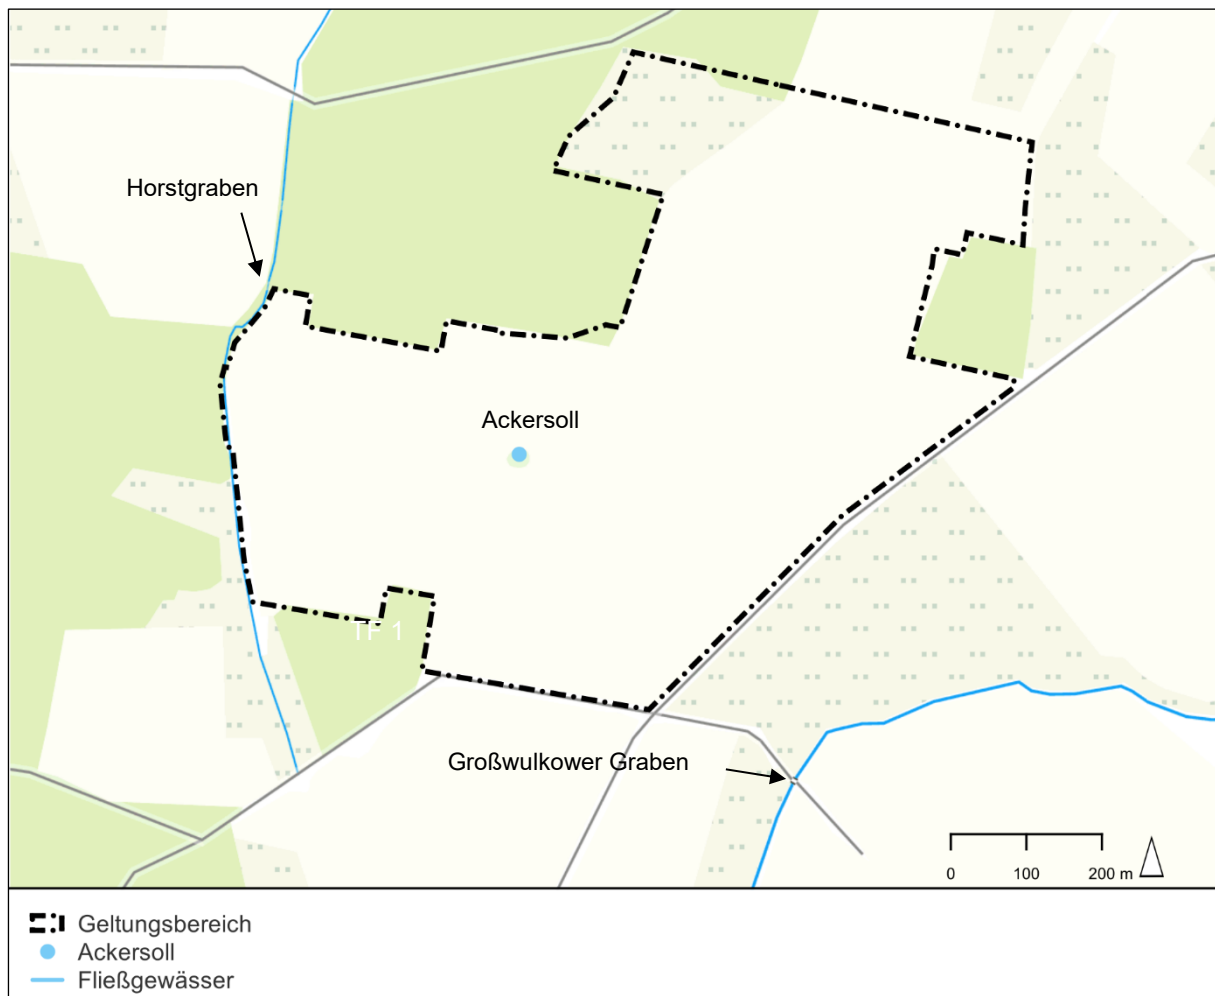 Horstgraben
Ackersoll
TF 1
Großwulkower Graben
0 100 200 m
Geltungsbereich
Ackersoll
Fließgewässer